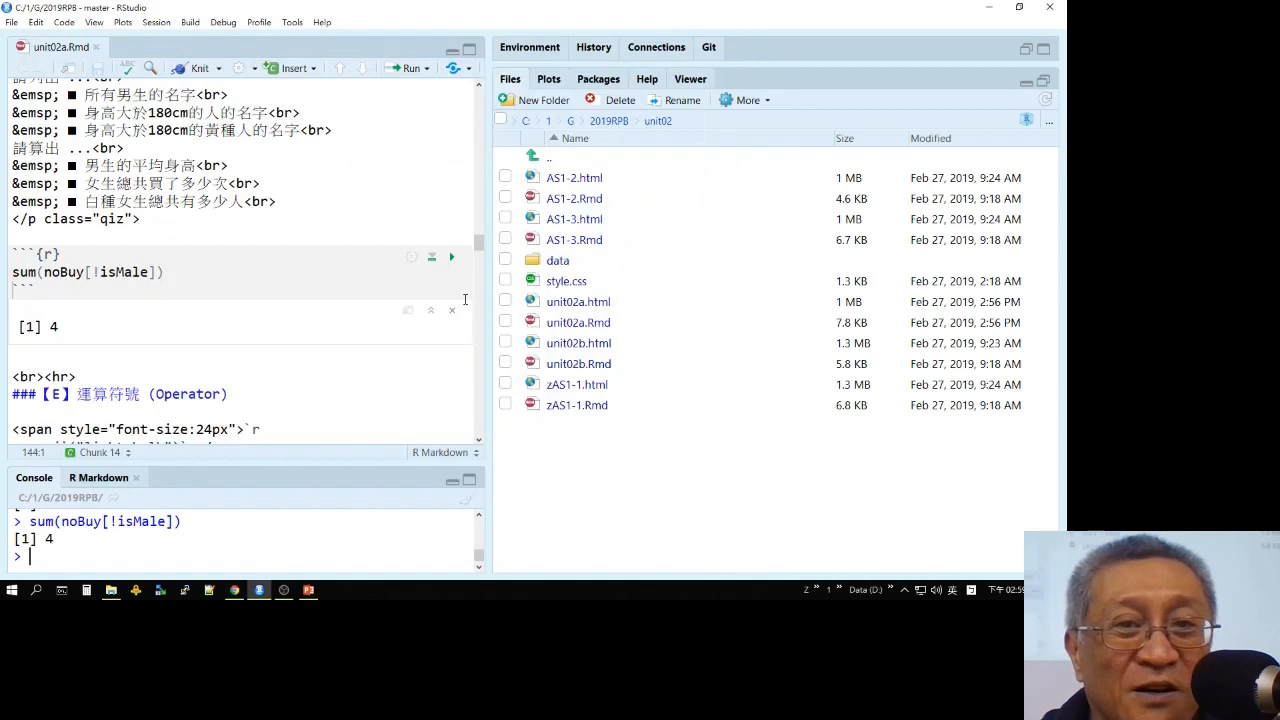 C:/1/G/2019RPB - master - RStudio
File Edit Code View Plots Session Build Debug Profile Tools Help
unit02a.Rmd
Knit Insert Run
&emsp; ■ 所有男生的名字<br>
&emsp; ■ 身高大於180cm的人的名字<br>
&emsp; ■ 身高大於180cm的黃種人的名字<br>
請算出 ...<br>
&emsp; ■ 男生的平均身高<br>
&emsp; ■ 女生總共買了多少次<br>
&emsp; ■ 白種女生總共有多少人<br>
</p class="qiz">
```{r}
sum(noBuy[!isMale])
```
[1] 4
<br><hr>
###【E】運算符號 (Operator)
<span style="font-size:24px">`r
144:1 Chunk 14 R Markdown
Console R Markdown
C:/1/G/2019RPB/
> sum(noBuy[!isMale])
[1] 4
>
Environment History Connections Git
Files Plots Packages Help Viewer
New Folder Delete Rename More
C: 1 G 2019RPB unit02 ...
Name Size Modified
..
AS1-2.html 1 MB Feb 27, 2019, 9:24 AM
AS1-2.Rmd 4.6 KB Feb 27, 2019, 9:18 AM
AS1-3.html 1 MB Feb 27, 2019, 9:24 AM
AS1-3.Rmd 6.7 KB Feb 27, 2019, 9:18 AM
data
style.css 1.3 KB Feb 27, 2019, 2:18 AM
unit02a.html 1 MB Feb 27, 2019, 2:56 PM
unit02a.Rmd 7.8 KB Feb 27, 2019, 2:56 PM
unit02b.html 1.3 MB Feb 27, 2019, 9:23 AM
unit02b.Rmd 5.8 KB Feb 27, 2019, 9:18 AM
zAS1-1.html 1.3 MB Feb 27, 2019, 9:24 AM
zAS1-1.Rmd 6.8 KB Feb 27, 2019, 9:18 AM
Z » 1 » Data (D:) » 英 下午 02:59